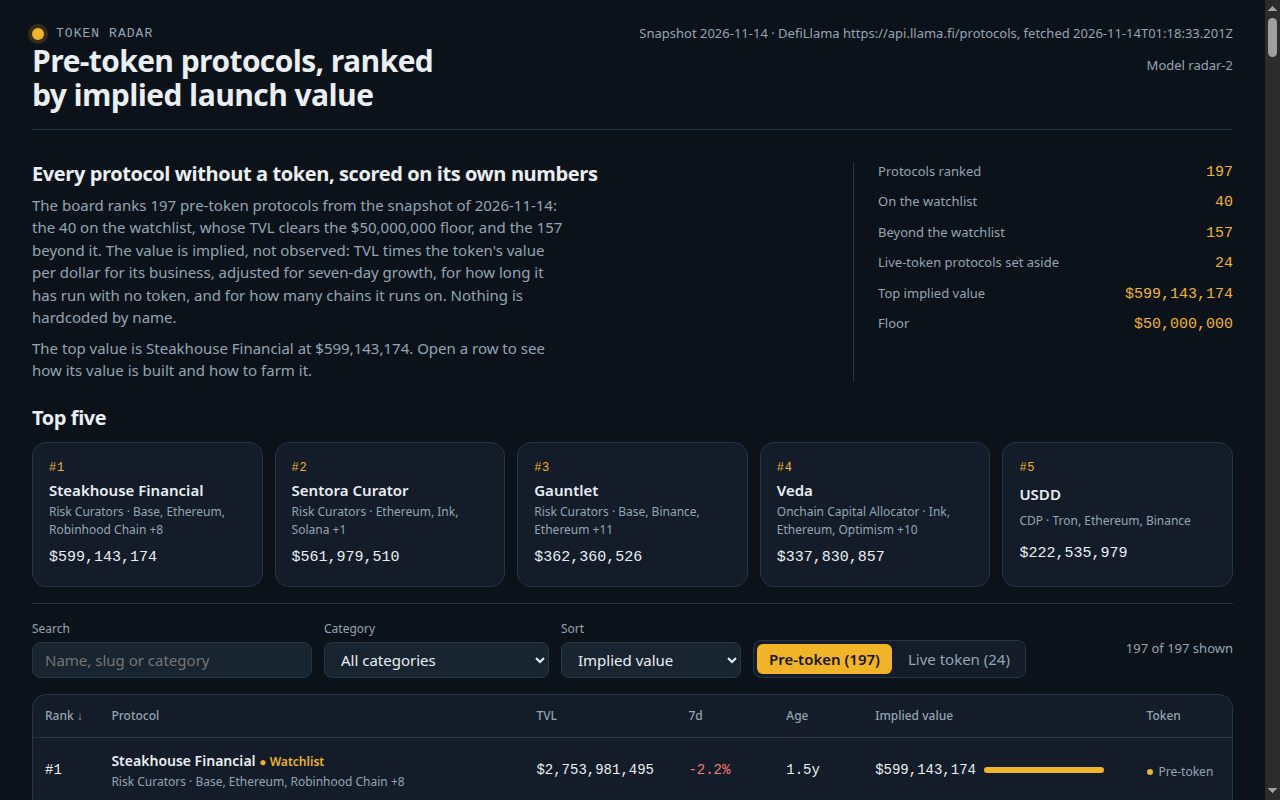 TOKEN RADAR
Pre-token protocols, ranked
by implied launch value
Snapshot 2026-11-14 · DefiLlama https://api.llama.fi/protocols, fetched 2026-11-14T01:18:33.201Z
Model radar-2
Every protocol without a token, scored on its own numbers
The board ranks 197 pre-token protocols from the snapshot of 2026-11-14:
the 40 on the watchlist, whose TVL clears the $50,000,000 floor, and the 157
beyond it. The value is implied, not observed: TVL times the token's value
per dollar for its business, adjusted for seven-day growth, for how long it
has run with no token, and for how many chains it runs on. Nothing is
hardcoded by name.
The top value is Steakhouse Financial at $599,143,174. Open a row to see
how its value is built and how to farm it.
Protocols ranked 197
On the watchlist 40
Beyond the watchlist 157
Live-token protocols set aside 24
Top implied value $599,143,174
Floor $50,000,000
Top five
#1
Steakhouse Financial
Risk Curators · Base, Ethereum,
Robinhood Chain +8
$599,143,174
#2
Sentora Curator
Risk Curators · Ethereum, Ink,
Solana +1
$561,979,510
#3
Gauntlet
Risk Curators · Base, Binance,
Ethereum +11
$362,360,526
#4
Veda
Onchain Capital Allocator · Ink,
Ethereum, Optimism +10
$337,830,857
#5
USDD
CDP · Tron, Ethereum, Binance
$222,535,979
Search Category Sort
Name, slug or category All categories Implied value Pre-token (197) Live token (24) 197 of 197 shown
Rank ↓ Protocol TVL 7d Age Implied value Token
#1 Steakhouse Financial ● Watchlist $2,753,981,495 -2.2% 1.5y $599,143,174 ● Pre-token
Risk Curators · Base, Ethereum, Robinhood Chain +8